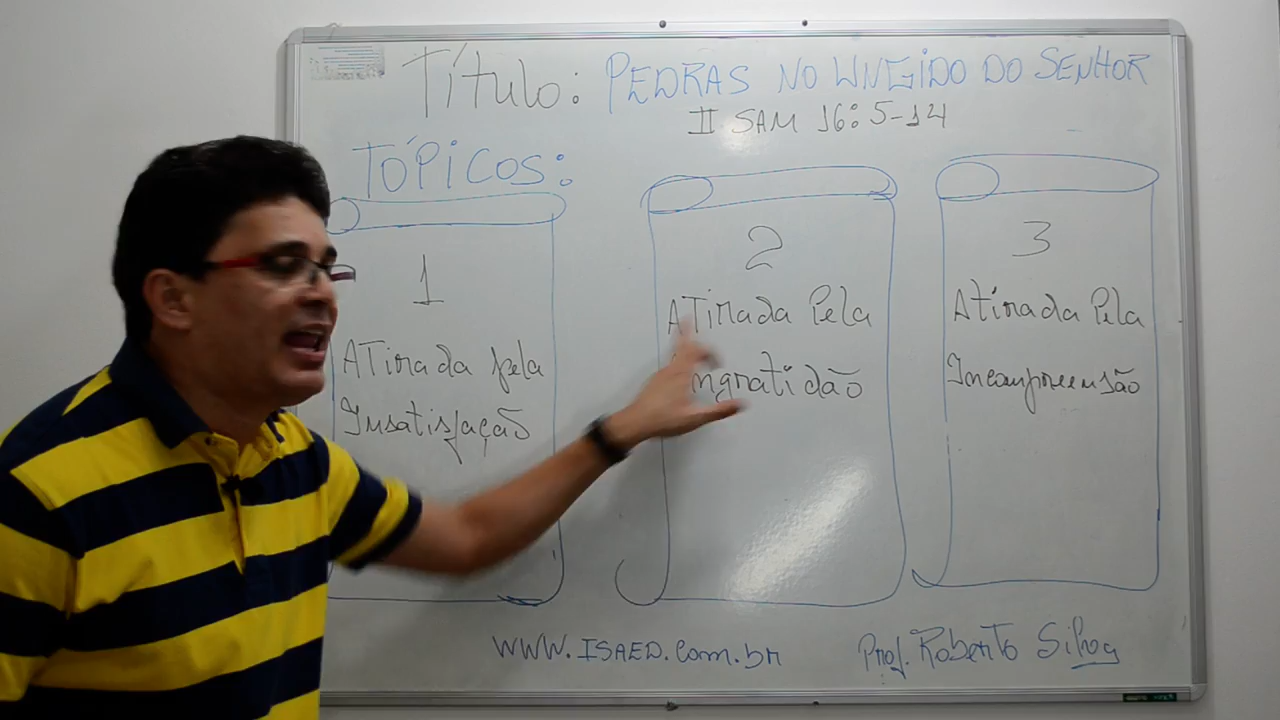 Título: PEDRAS NO UNGIDO DO SENHOR
II SAM 16:5-14
TÓPICOS:
1
ATirada pela
Insatisfação
2
ATirada Pela
Ingratidão
3
Atirada Pela
Incompreensão
WWW.ISAED.com.br
Prof. Roberto Silva